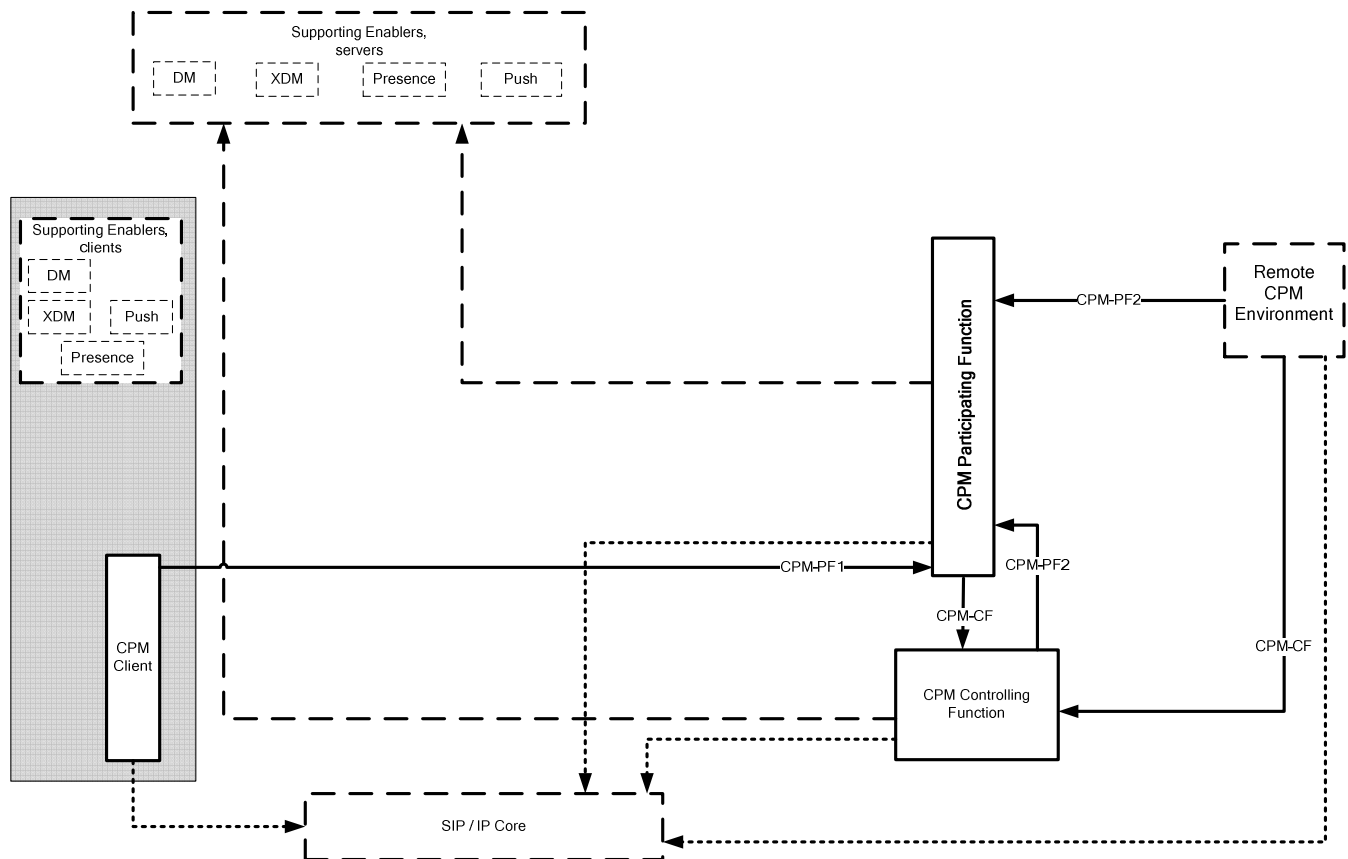 Supporting Enablers,
servers
DM
XDM
Presence
Push
Supporting Enablers,
clients
DM
XDM
Push
Presence
CPM Participating Function
CPM-PF2
Remote
CPM
Environment
CPM-PF1
CPM-PF2
CPM-CF
CPM
Client
CPM-CF
CPM Controlling
Function
SIP / IP Core